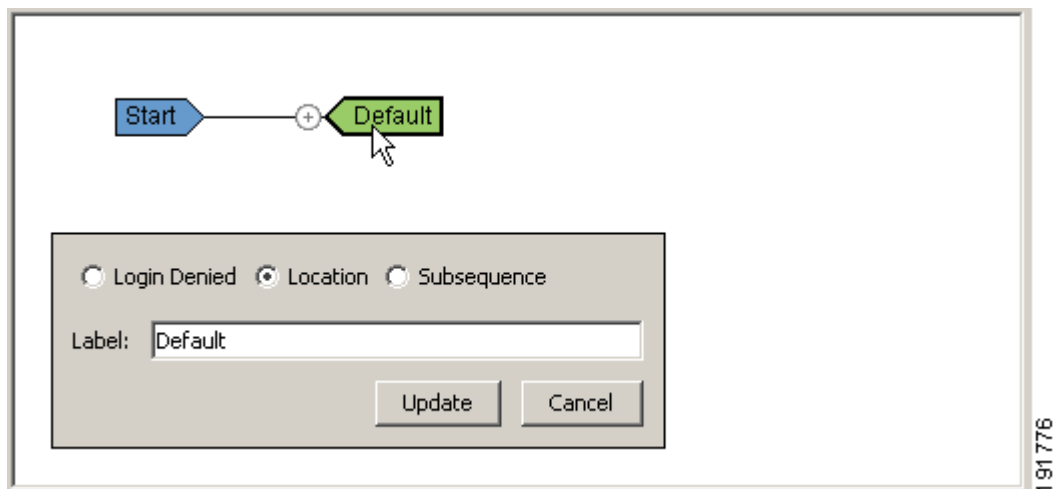 Start
Default
Login Denied Location Subsequence
Label: Default
Update Cancel
191776